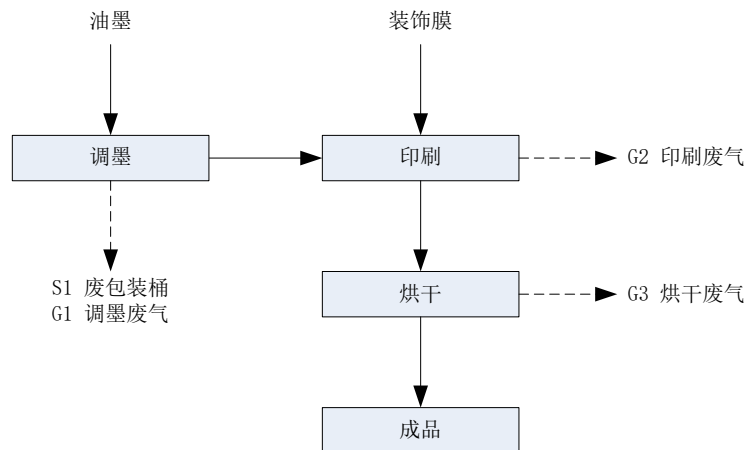 油墨
装饰膜
调墨
印刷
G2 印刷废气
S1 废包装桶
G1 调墨废气
烘干
G3 烘干废气
成品